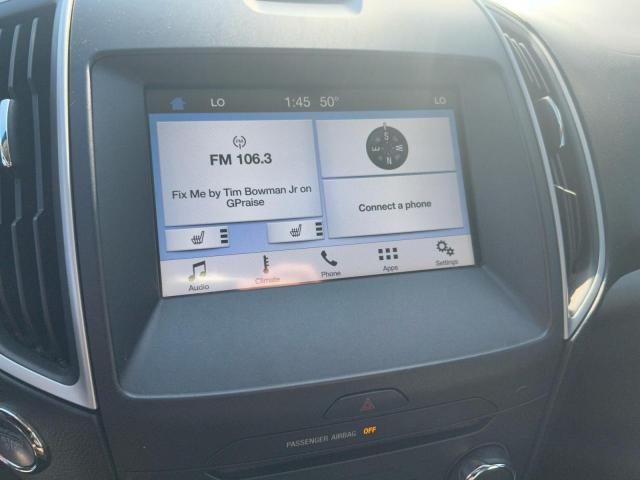 LO 1:45 50° LO
FM 106.3
Fix Me by Tim Bowman Jr on
GPraise
S
E W
N
Connect a phone
Audio
Climate
Phone
Apps
Settings
PASSENGER AIRBAG OFF